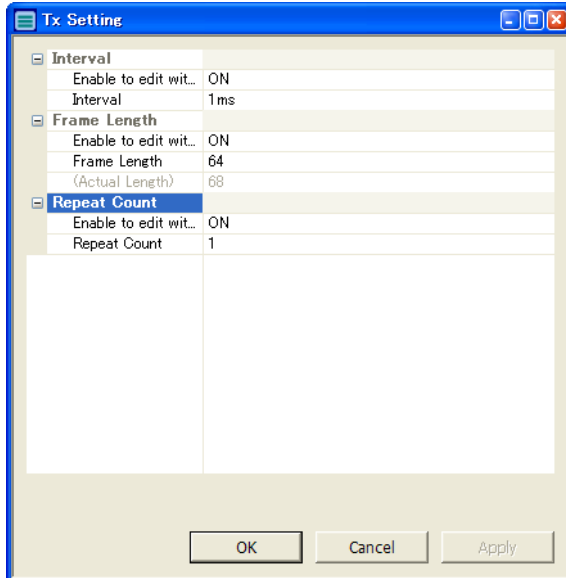 Tx Setting
Interval
Enable to edit wit... ON
Interval 1ms
Frame Length
Enable to edit wit... ON
Frame Length 64
(Actual Length) 68
Repeat Count
Enable to edit wit... ON
Repeat Count 1
OK Cancel Apply